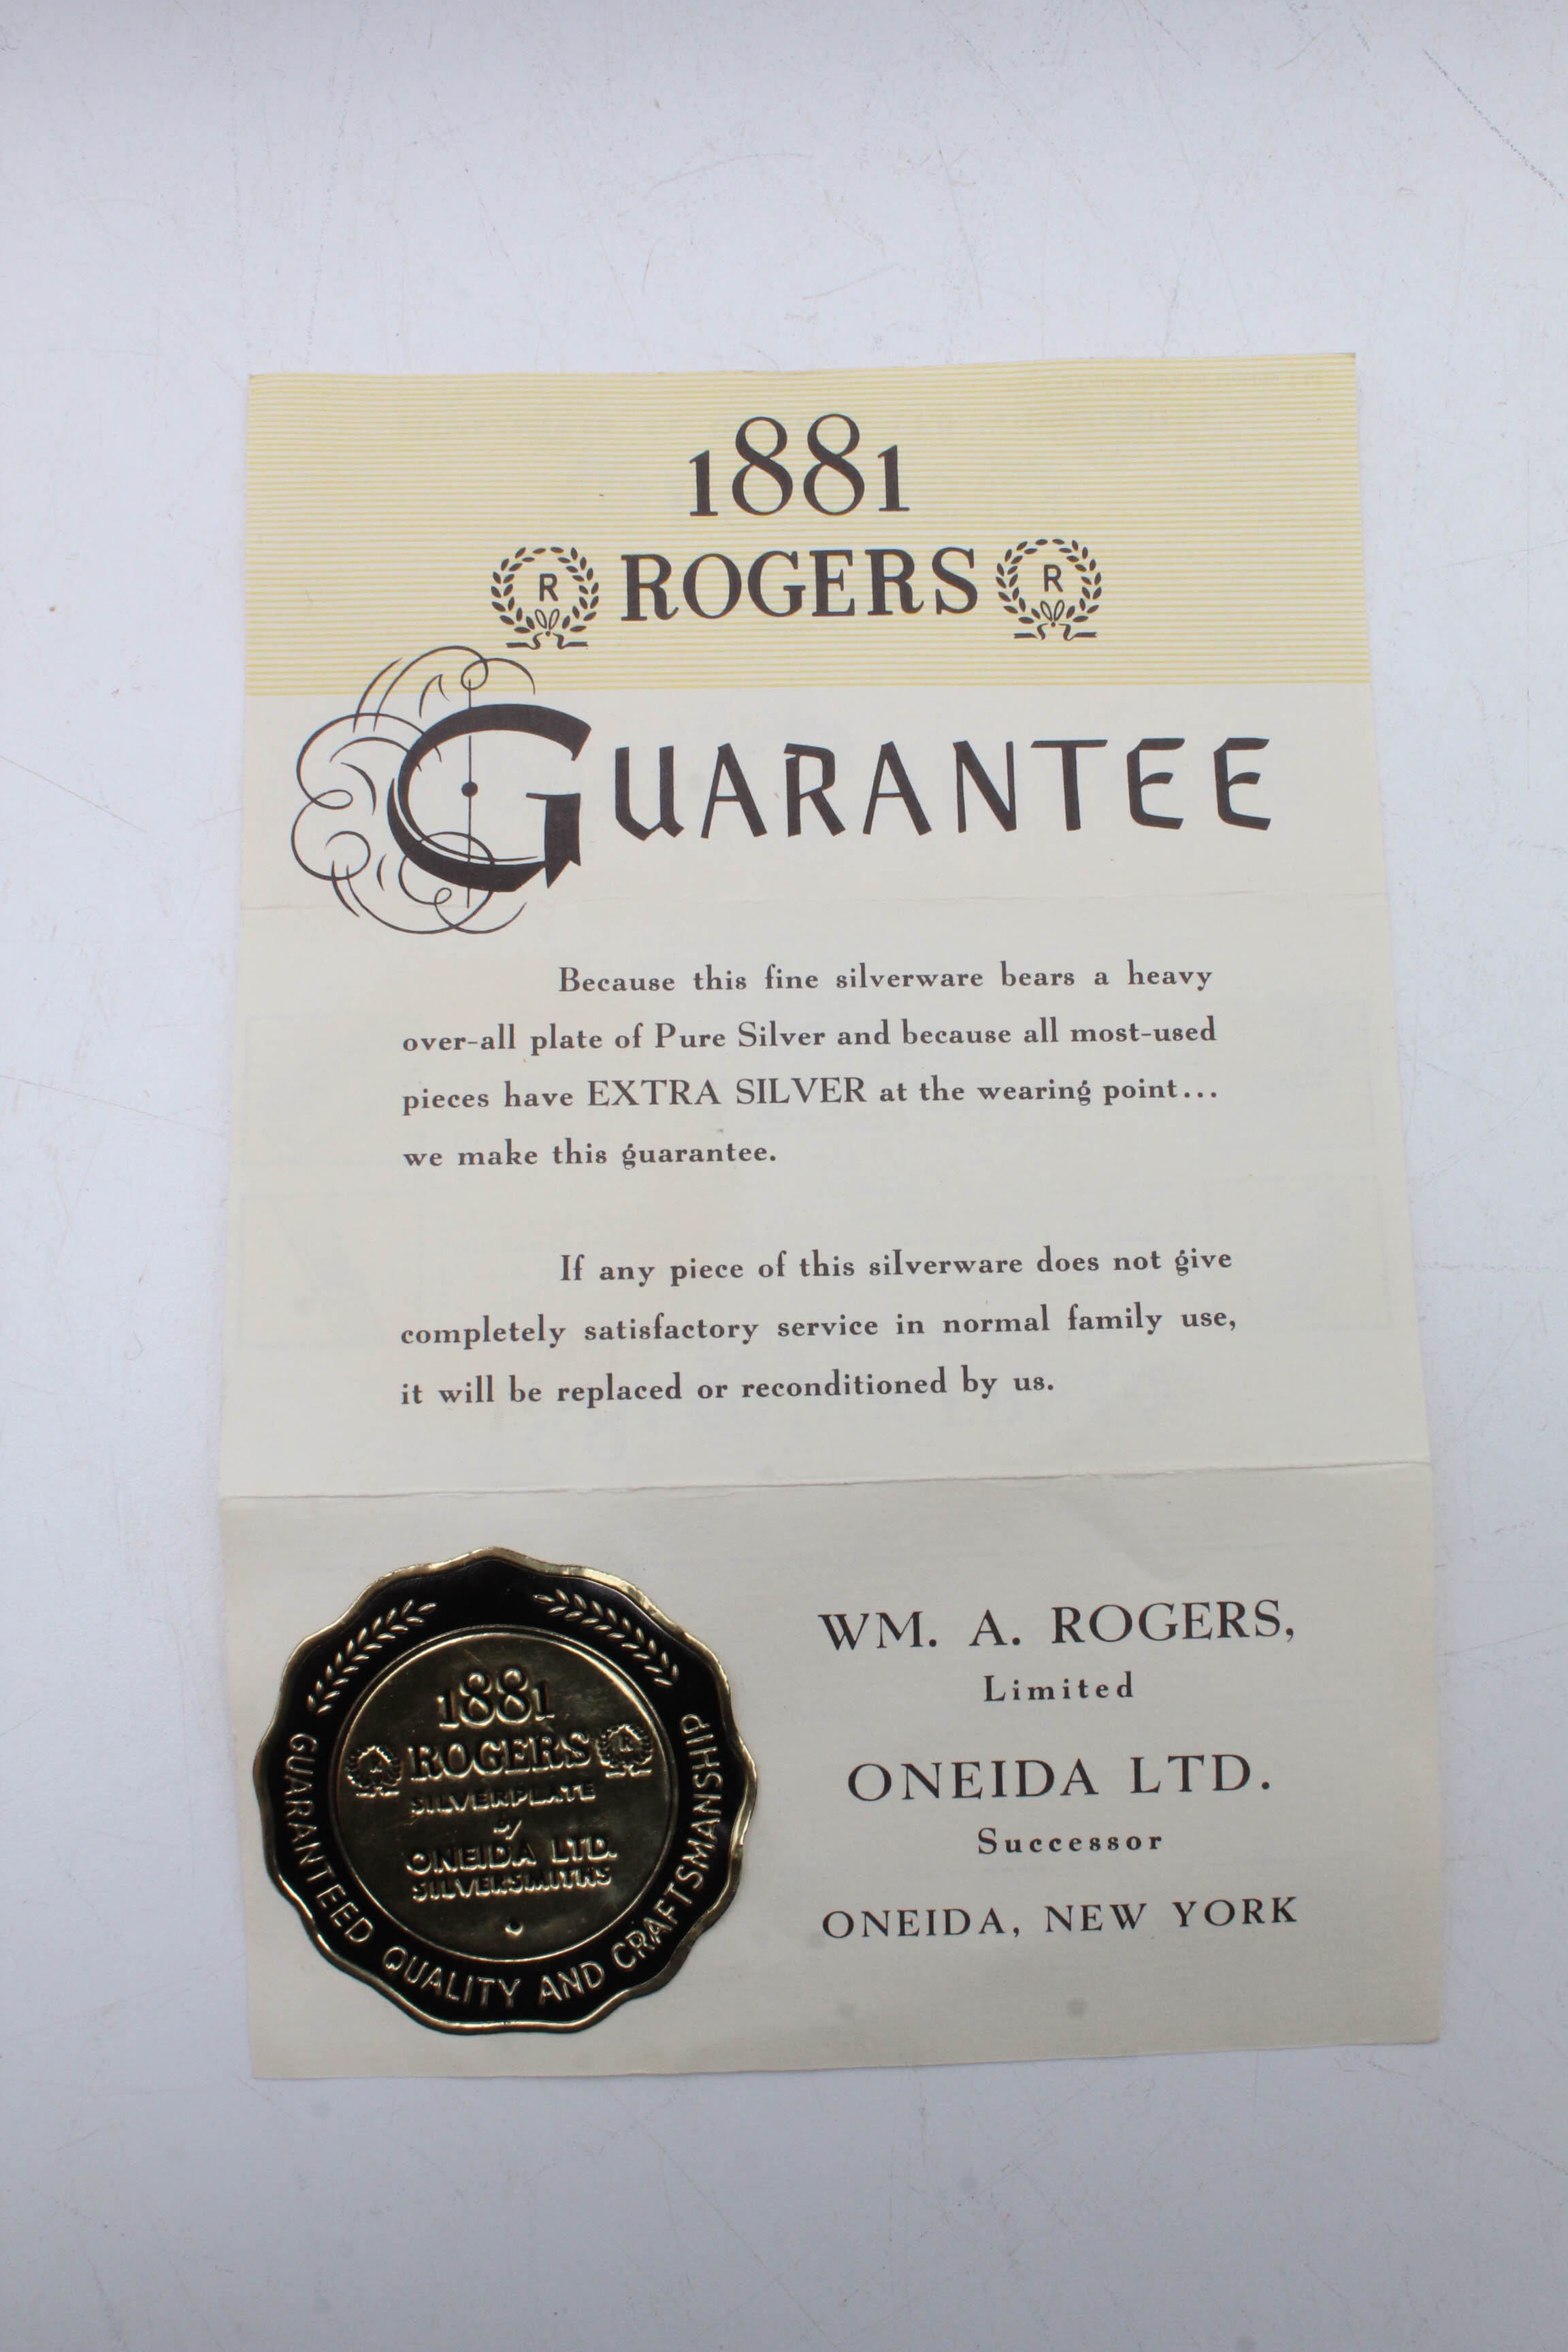 1881
R ROGERS R
GUARANTEE
Because this fine silverware bears a heavy
over-all plate of Pure Silver and because all most-used
pieces have EXTRA SILVER at the wearing point...
we make this guarantee.
If any piece of this silverware does not give
completely satisfactory service in normal family use,
it will be replaced or reconditioned by us.
1881
R ROGERS R
SILVERPLATE
by
ONEIDA LTD.
SILVERSMITHS
GUARANTEED QUALITY AND CRAFTSMANSHIP
WM. A. ROGERS,
Limited
ONEIDA LTD.
Successor
ONEIDA, NEW YORK